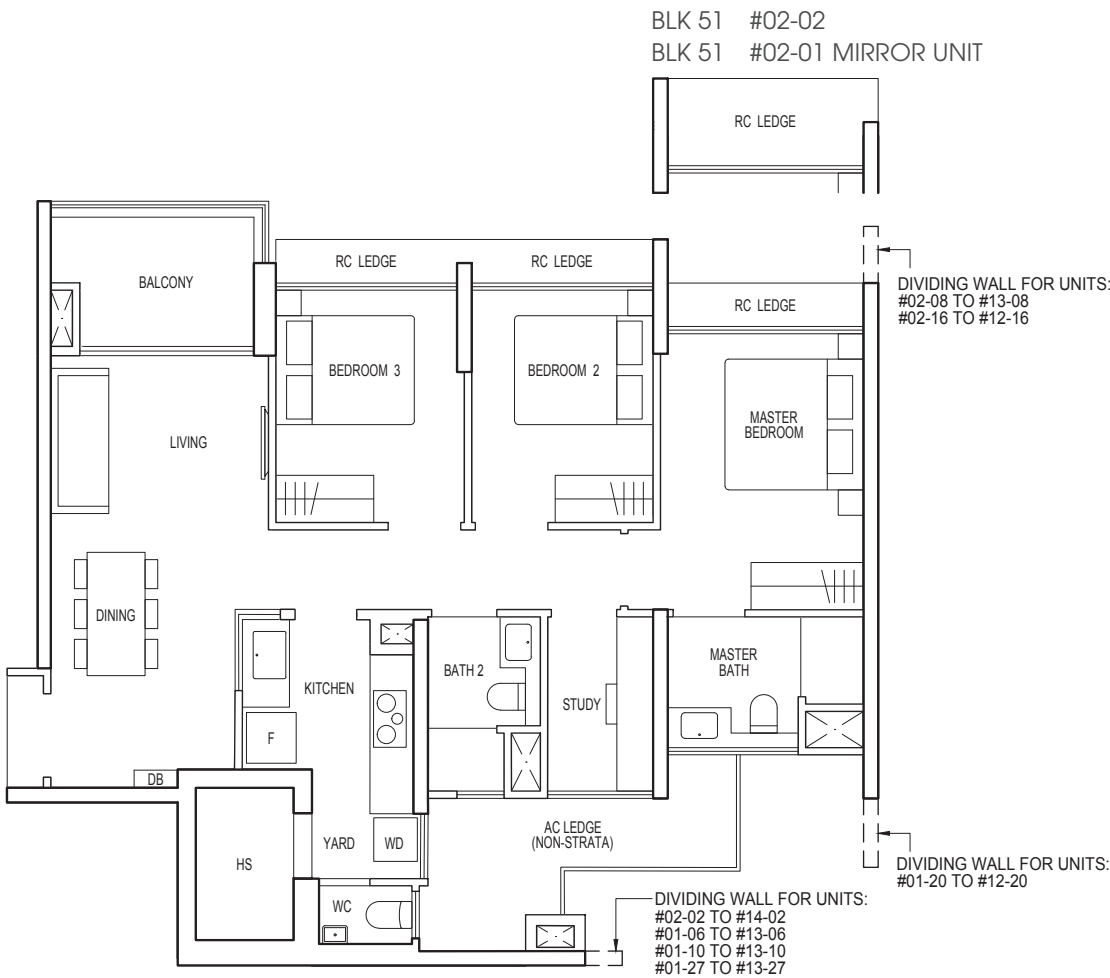 BLK 51 #02-02
BLK 51 #02-01 MIRROR UNIT
RC LEDGE
RC LEDGE
RC LEDGE
BALCONY
DIVIDING WALL FOR UNITS:
#02-08 TO #13-08
#02-16 TO #12-16
RC LEDGE
BEDROOM 3
BEDROOM 2
MASTER
BEDROOM
LIVING
DINING
KITCHEN
BATH 2
STUDY
MASTER
BATH
F
DB
HS
YARD
WD
AC LEDGE
(NON-STRATA)
WC
DIVIDING WALL FOR UNITS:
#01-20 TO #12-20
DIVIDING WALL FOR UNITS:
#02-02 TO #14-02
#01-06 TO #13-06
#01-10 TO #13-10
#01-27 TO #13-27